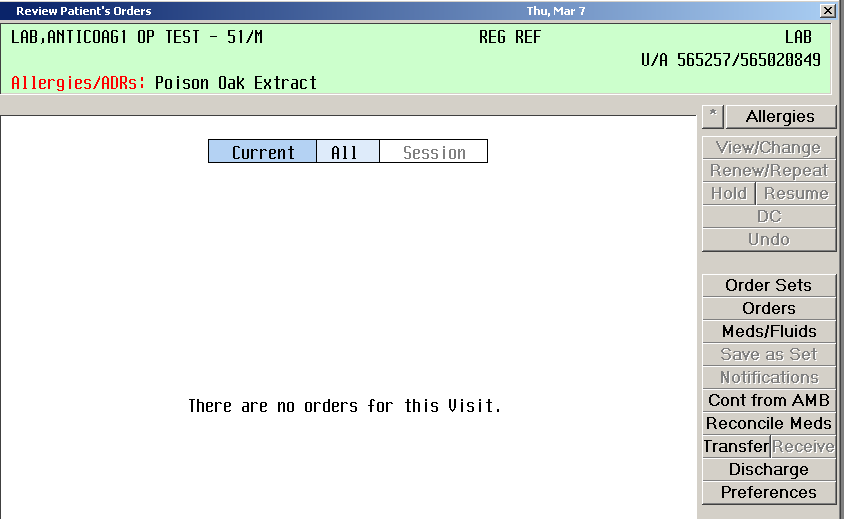 Review Patient's Orders Thu, Mar 7
LAB,ANTICOAG1 OP TEST - 51/M REG REF LAB
U/A 565257/565020849
Allergies/ADRs: Poison Oak Extract
* Allergies
Current All Session
View/Change
Renew/Repeat
Hold Resume
DC
Undo
Order Sets
Orders
Meds/Fluids
Save as Set
Notifications
There are no orders for this Visit.
Cont from AMB
Reconcile Meds
Transfer Receive
Discharge
Preferences